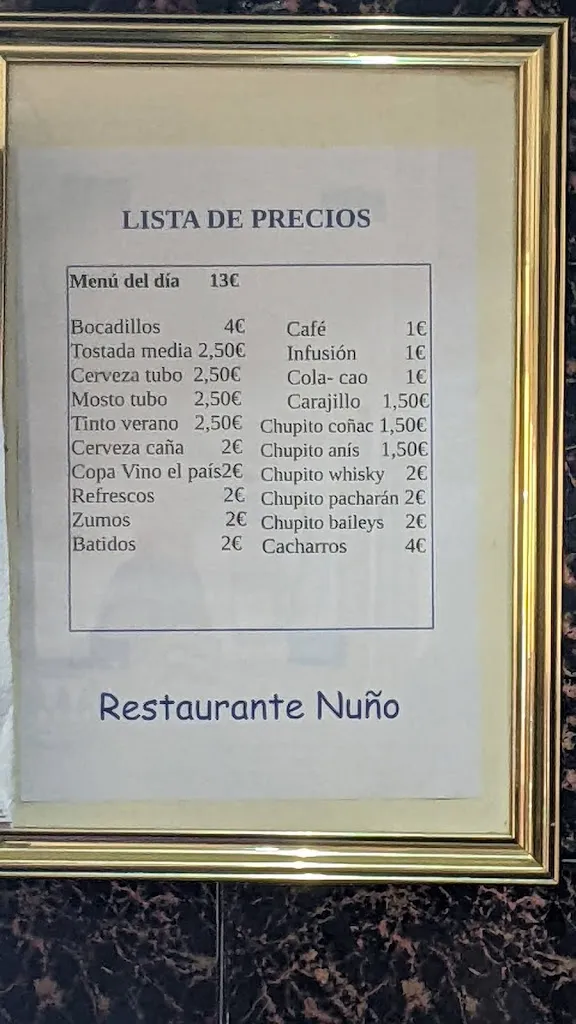 LISTA DE PRECIOS
Menú del día 13€
Bocadillos 4€
Tostada media 2,50€
Cerveza tubo 2,50€
Mosto tubo 2,50€
Tinto verano 2,50€
Cerveza caña 2€
Copa Vino el país2€
Refrescos 2€
Zumos 2€
Batidos 2€
Café 1€
Infusión 1€
Cola- cao 1€
Carajillo 1,50€
Chupito coñac 1,50€
Chupito anís 1,50€
Chupito whisky 2€
Chupito pacharán 2€
Chupito baileys 2€
Cacharros 4€
Restaurante Nuño